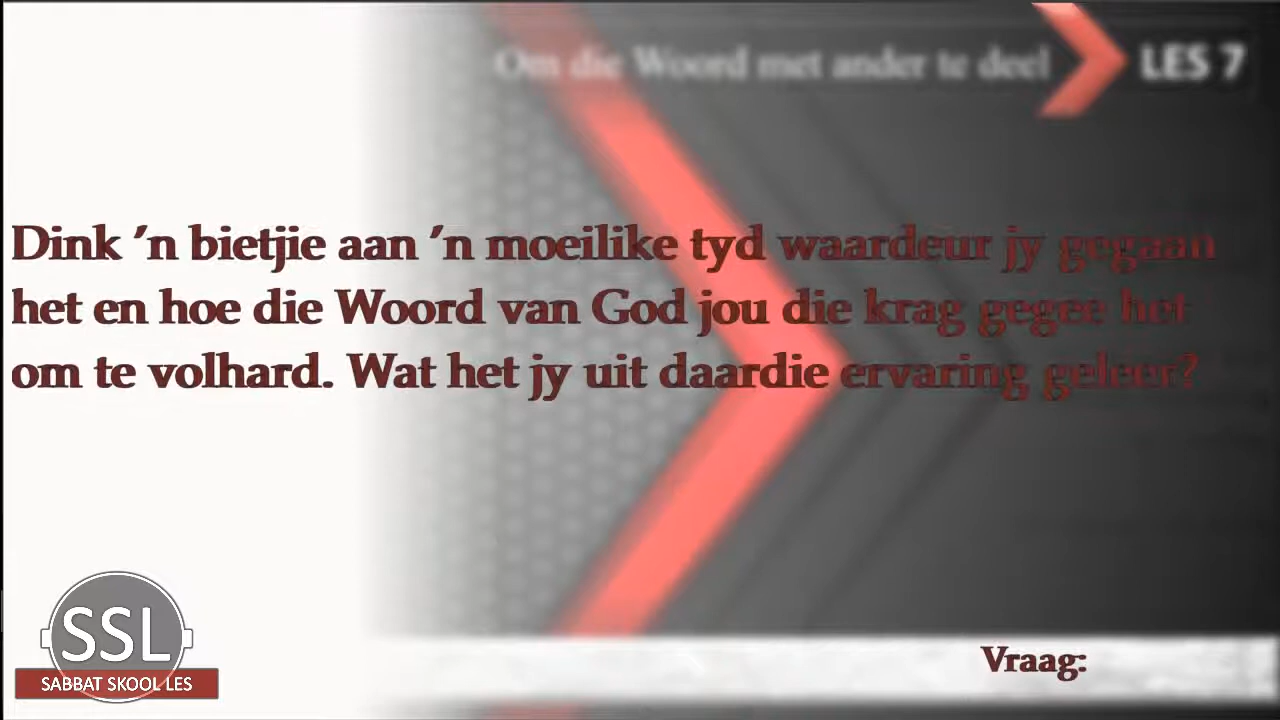 Om die Woord met ander te deel
LES 7
Dink ’n bietjie aan ’n moeilike tyd waardeur jy gegaan
het en hoe die Woord van God jou die krag gegee het
om te volhard. Wat het jy uit daardie ervaring geleer?
Vraag:
SSL
SABBAT SKOOL LES